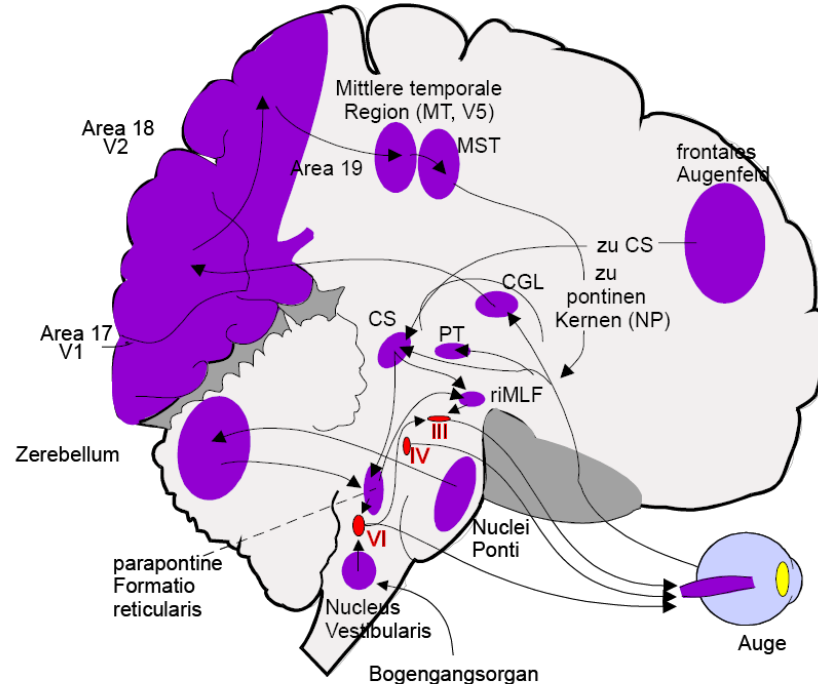 Mittlere temporale
Region (MT, V5)
Area 18
V2
MST
Area 19
frontales
Augenfeld
zu CS
zu
pontinen
Kernen (NP)
CGL
CS
PT
Area 17
V1
riMLF
III
IV
Zerebellum
VI
Nuclei
Ponti
parapontine
Formatio
reticularis
Nucleus
Vestibularis
Auge
Bogengangsorgan